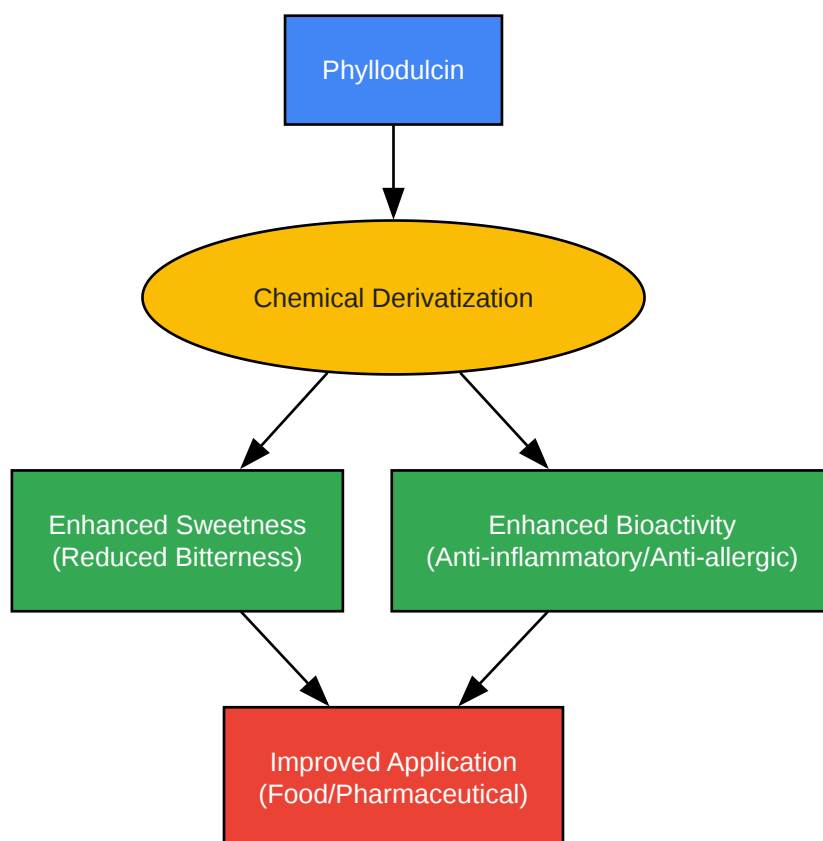 Phyllodulcin
Chemical Derivatization
Enhanced Sweetness
(Reduced Bitterness)
Enhanced Bioactivity
(Anti-inflammatory/Anti-allergic)
Improved Application
(Food/Pharmaceutical)